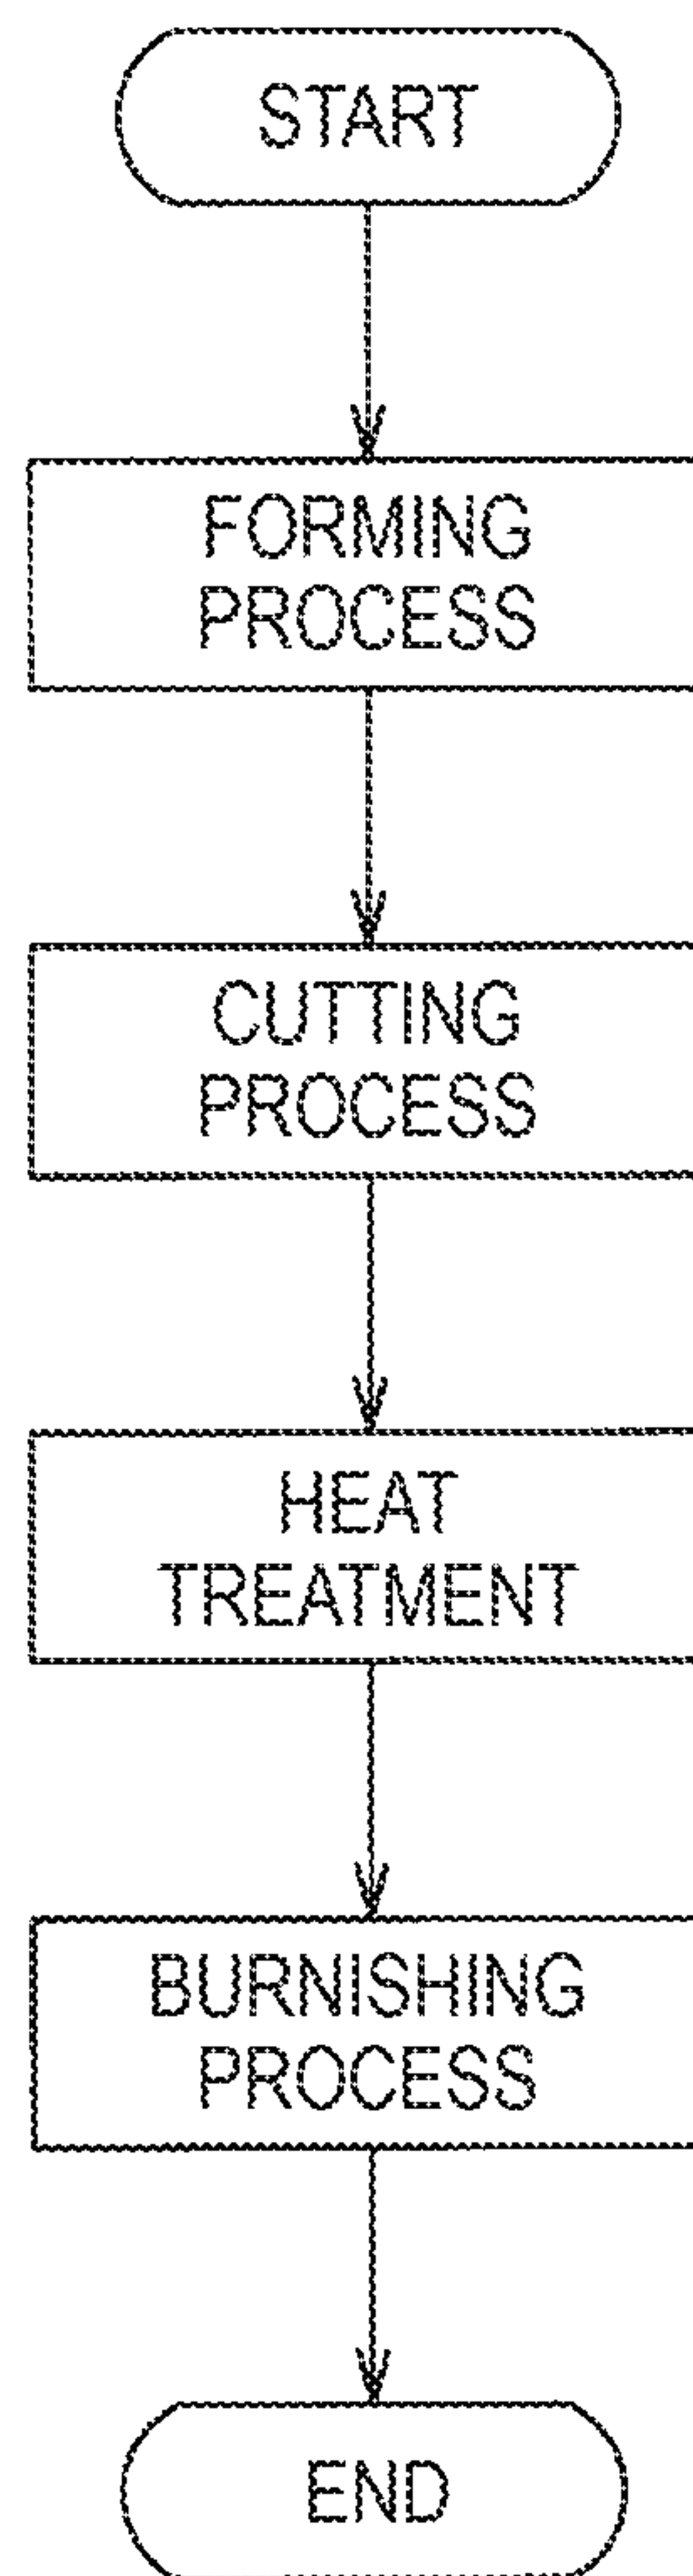 START
FORMING
PROCESS
CUTTING
PROCESS
HEAT
TREATMENT
BURNISHING
PROCESS
END